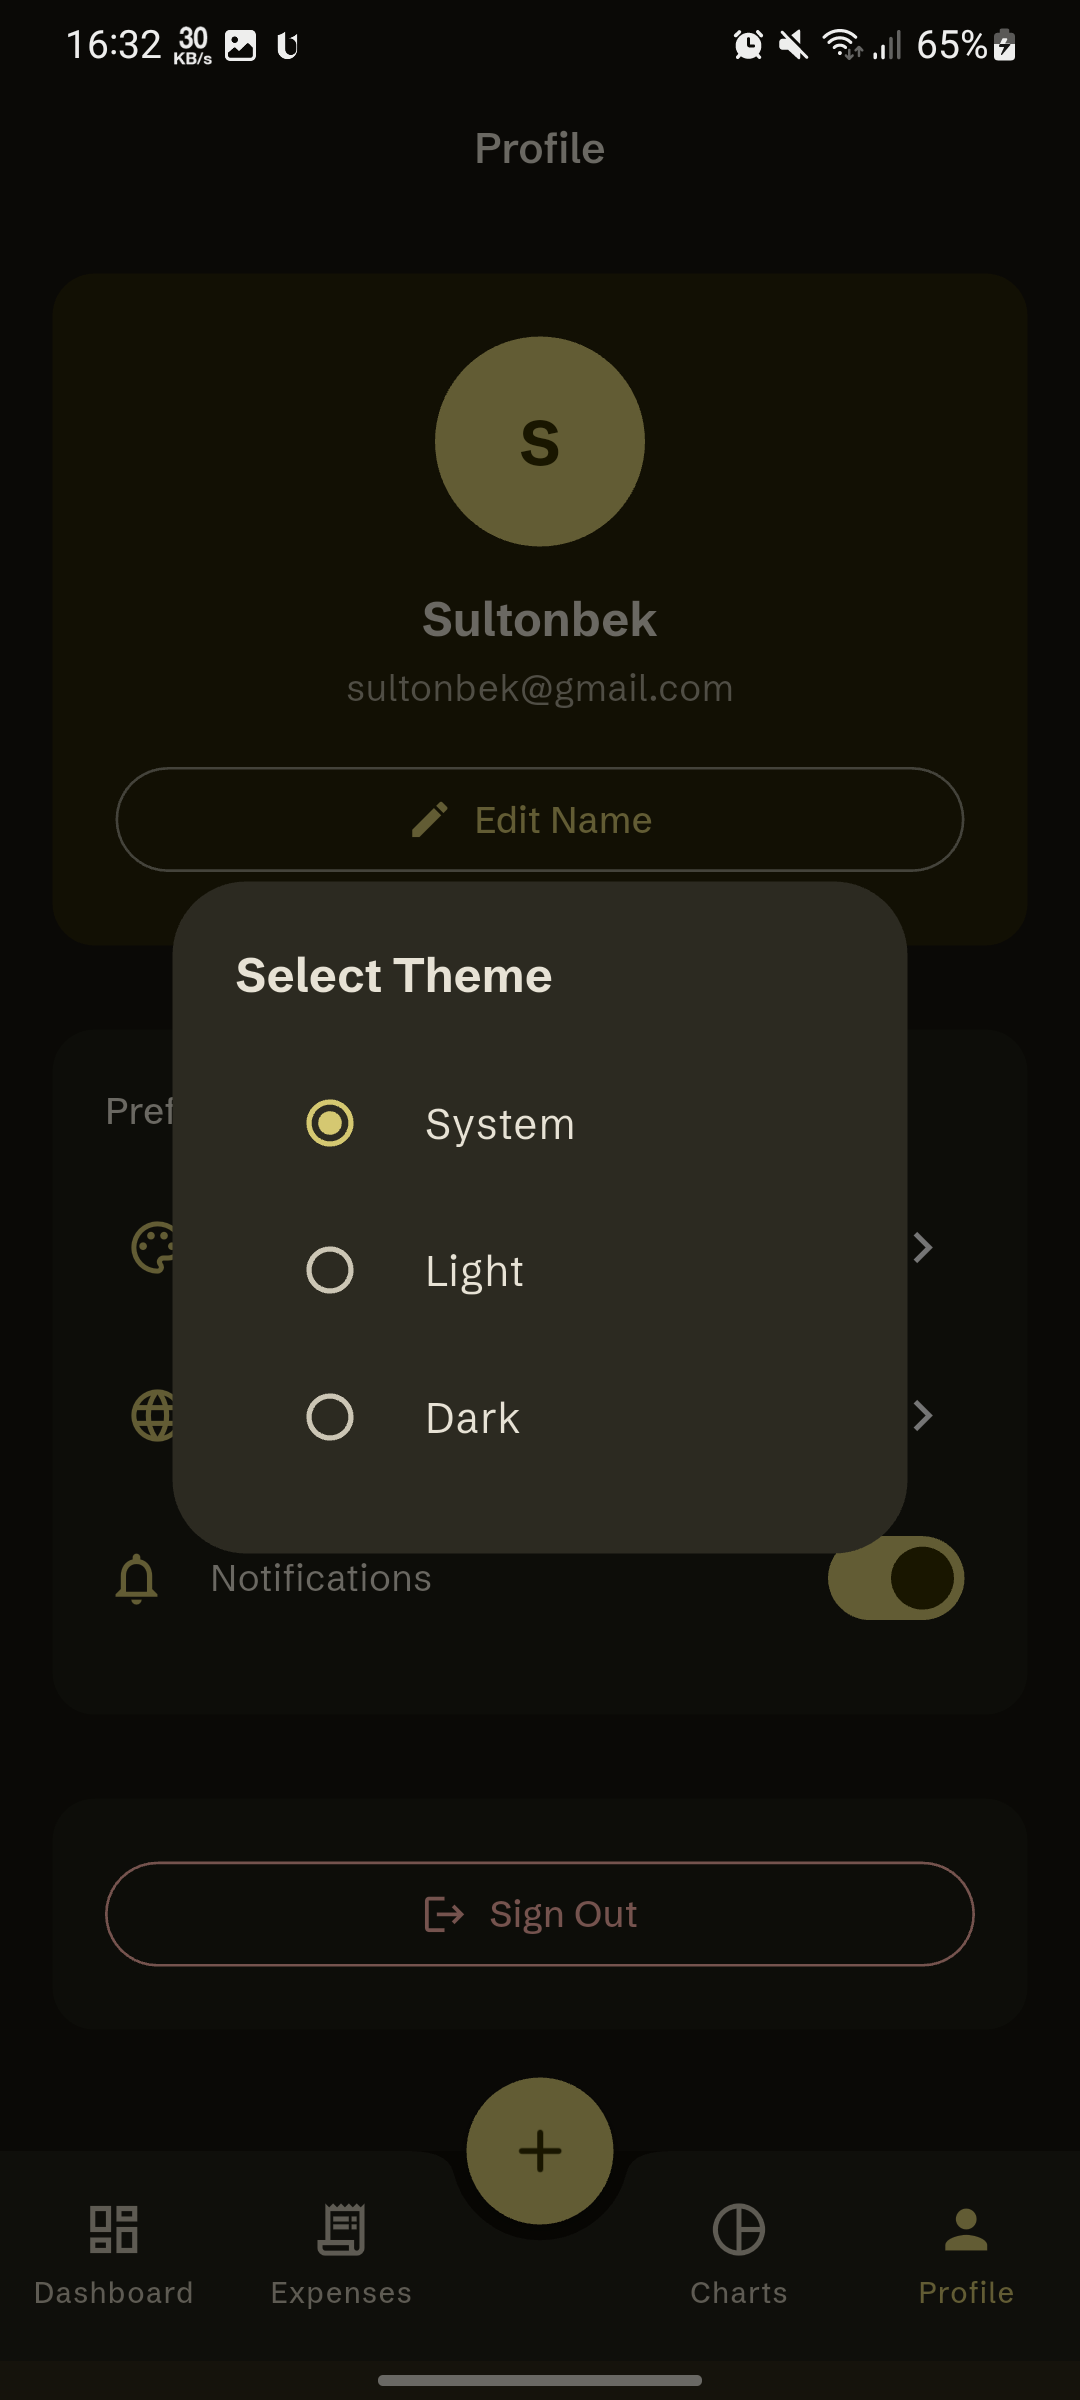 16:32 30 KB/s 65%
Profile
S
Sultonbek
sultonbek@gmail.com
Edit Name
Select Theme
Pref
System
Light
Dark
Notifications
Sign Out
Dashboard Expenses Charts Profile